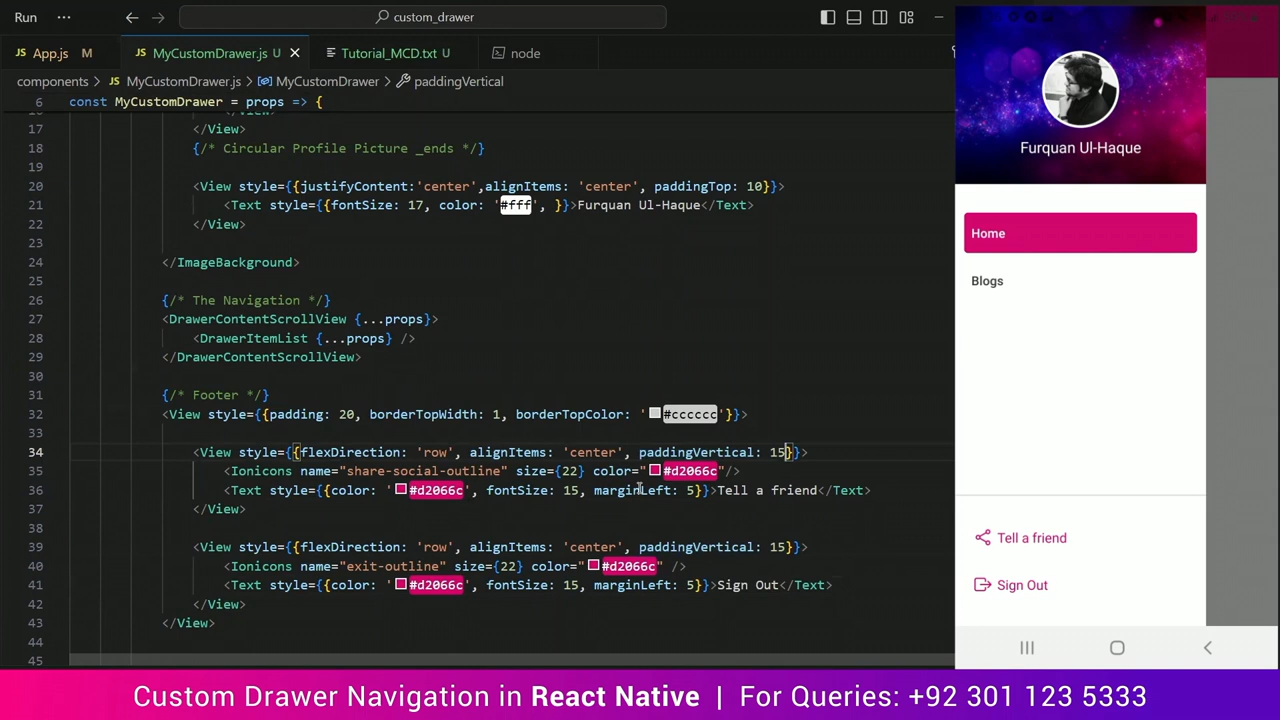 Run ··· custom_drawer
App.js M MyCustomDrawer.js U Tutorial_MCD.txt U node
components > MyCustomDrawer.js > MyCustomDrawer > paddingVertical
6 const MyCustomDrawer = props => {
17 </View>
18 {/* Circular Profile Picture _ends */}
19
20 <View style={{justifyContent:'center',alignItems: 'center', paddingTop: 10}}>
21 <Text style={{fontSize: 17, color: '#fff', }}>Furquan Ul-Haque</Text>
22 </View>
23
24 </ImageBackground>
25
26 {/* The Navigation */}
27 <DrawerContentScrollView {...props}>
28 <DrawerItemList {...props} />
29 </DrawerContentScrollView>
30
31 {/* Footer */}
32 <View style={{padding: 20, borderTopWidth: 1, borderTopColor: '#cccccc'}}>
33
34 <View style={{flexDirection: 'row', alignItems: 'center', paddingVertical: 15}}>
35 <Ionicons name="share-social-outline" size={22} color="#d2066c"/>
36 <Text style={{color: '#d2066c', fontSize: 15, marginLeft: 5}}>Tell a friend</Text>
37 </View>
38
39 <View style={{flexDirection: 'row', alignItems: 'center', paddingVertical: 15}}>
40 <Ionicons name="exit-outline" size={22} color="#d2066c" />
41 <Text style={{color: '#d2066c', fontSize: 15, marginLeft: 5}}>Sign Out</Text>
42 </View>
43 </View>
44
45
Furquan Ul-Haque
Home
Blogs
Tell a friend
Sign Out
Custom Drawer Navigation in React Native | For Queries: +92 301 123 5333